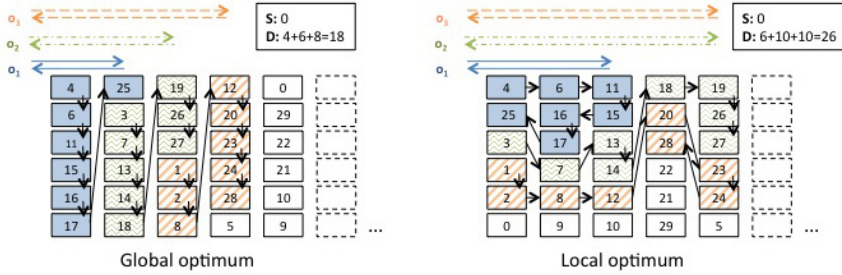 o3
S: 0
D: 4+6+8=18
o2
o1
4 25 19 12 0
6 3 26 20 29
11 7 27 23 22
15 13 1 24 21
16 14 2 28 10
17 18 8 5 9 ...
Global optimum
o3
S: 0
D: 6+10+10=26
o2
o1
4 6 11 18 19
25 16 15 20 26
3 17 13 28 27
1 7 14 22 23
2 8 12 21 24
0 9 10 29 5 ...
Local optimum